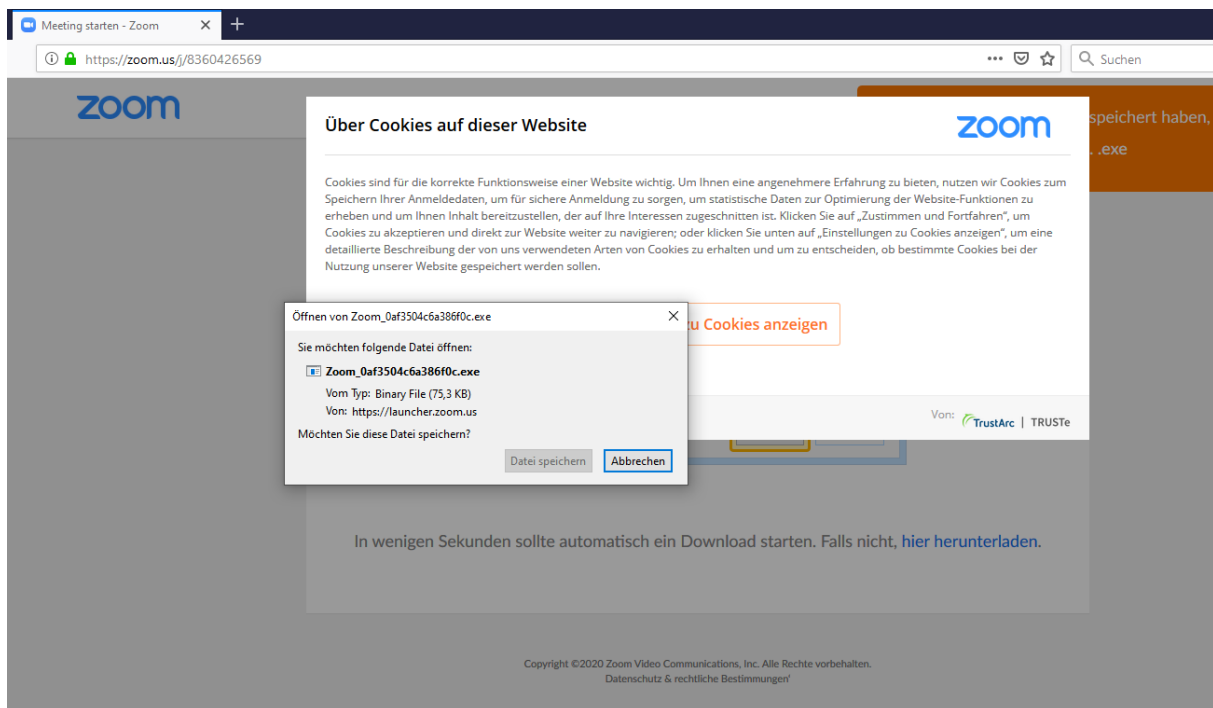 Meeting starten - Zoom
https://zoom.us/j/8360426569
Suchen
zoom
Über Cookies auf dieser Website
zoom
speichert haben,
.exe
Cookies sind für die korrekte Funktionsweise einer Website wichtig. Um Ihnen eine angenehmere Erfahrung zu bieten, nutzen wir Cookies zum
Speichern Ihrer Anmeldedaten, um für sichere Anmeldung zu sorgen, um statistische Daten zur Optimierung der Website-Funktionen zu
erheben und um Ihnen Inhalt bereitzustellen, der auf Ihre Interessen zugeschnitten ist. Klicken Sie auf „Zustimmen und Fortfahren“, um
Cookies zu akzeptieren und direkt zur Website weiter zu navigieren; oder klicken Sie unten auf „Einstellungen zu Cookies anzeigen“, um eine
detaillierte Beschreibung der von uns verwendeten Arten von Cookies zu erhalten und um zu entscheiden, ob bestimmte Cookies bei der
Nutzung unserer Website gespeichert werden sollen.
Öffnen von Zoom_0af3504c6a386f0c.exe
zu Cookies anzeigen
Sie möchten folgende Datei öffnen:
Zoom_0af3504c6a386f0c.exe
Vom Typ: Binary File (75,3 KB)
Von: https://launcher.zoom.us
Möchten Sie diese Datei speichern?
Datei speichern Abbrechen
Von: TrustArc | TRUSTe
In wenigen Sekunden sollte automatisch ein Download starten. Falls nicht, hier herunterladen.
Copyright ©2020 Zoom Video Communications, Inc. Alle Rechte vorbehalten.
Datenschutz & rechtliche Bestimmungen'